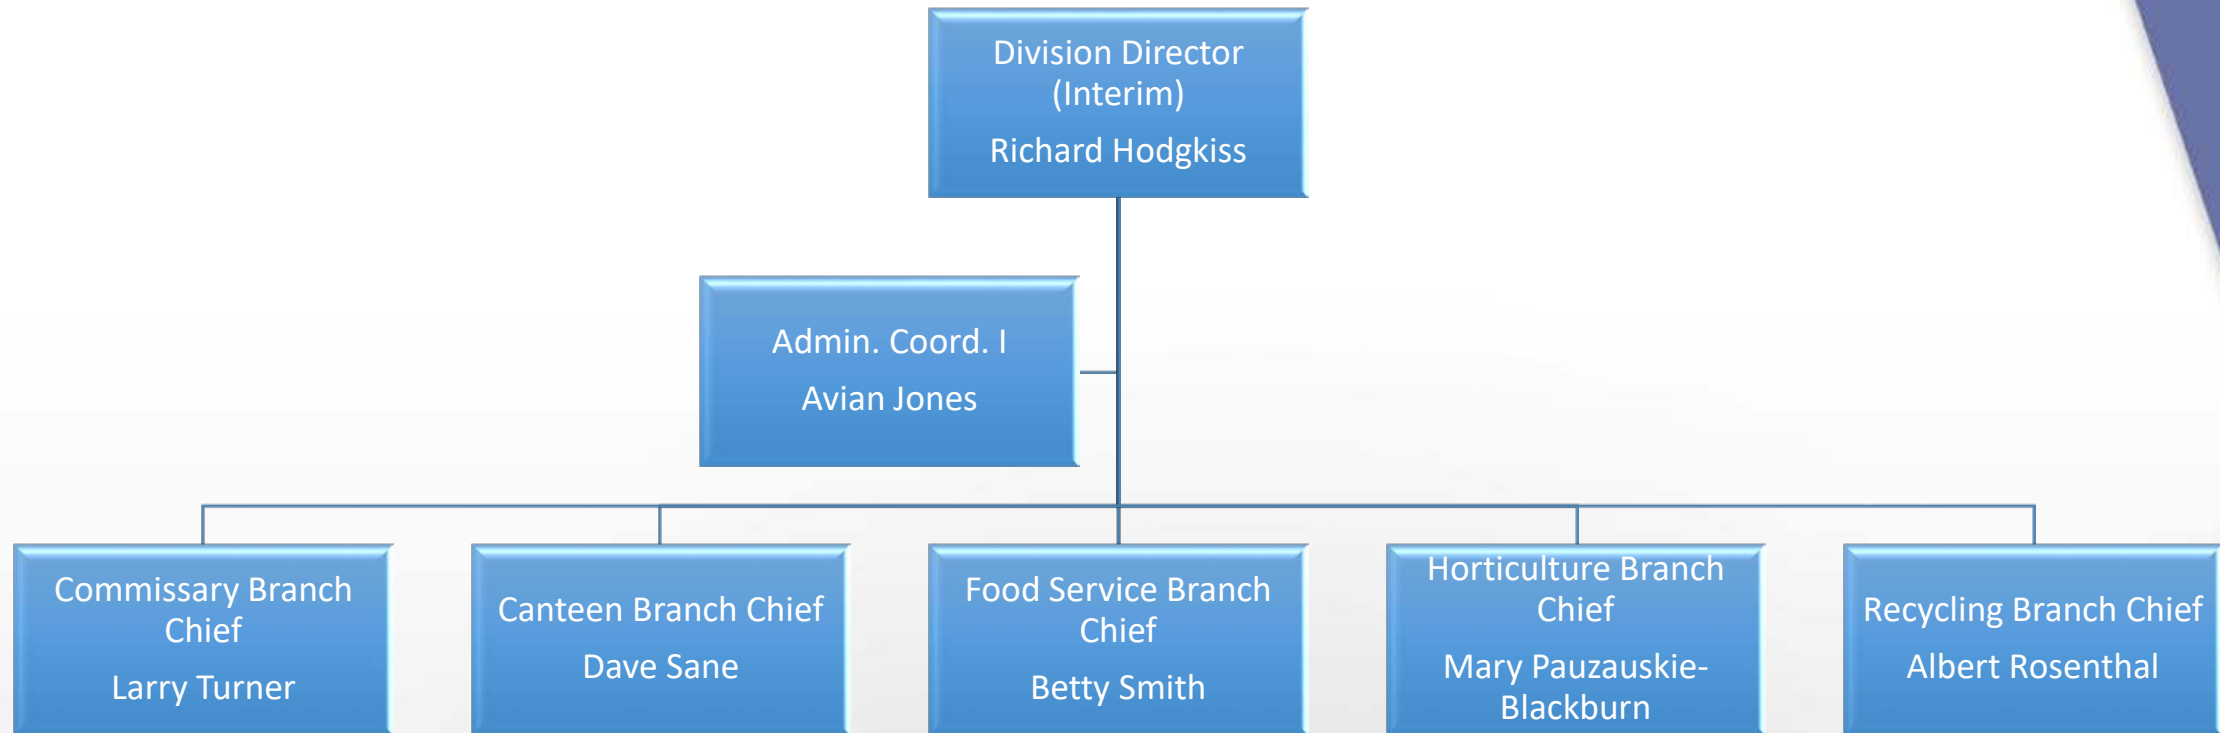 Division Director
(Interim)
Richard Hodgkiss
Admin. Coord. I
Avian Jones
Commissary Branch
Chief
Larry Turner
Canteen Branch Chief
Dave Sane
Food Service Branch
Chief
Betty Smith
Horticulture Branch
Chief
Mary Pauzauskie-
Blackburn
Recycling Branch Chief
Albert Rosenthal